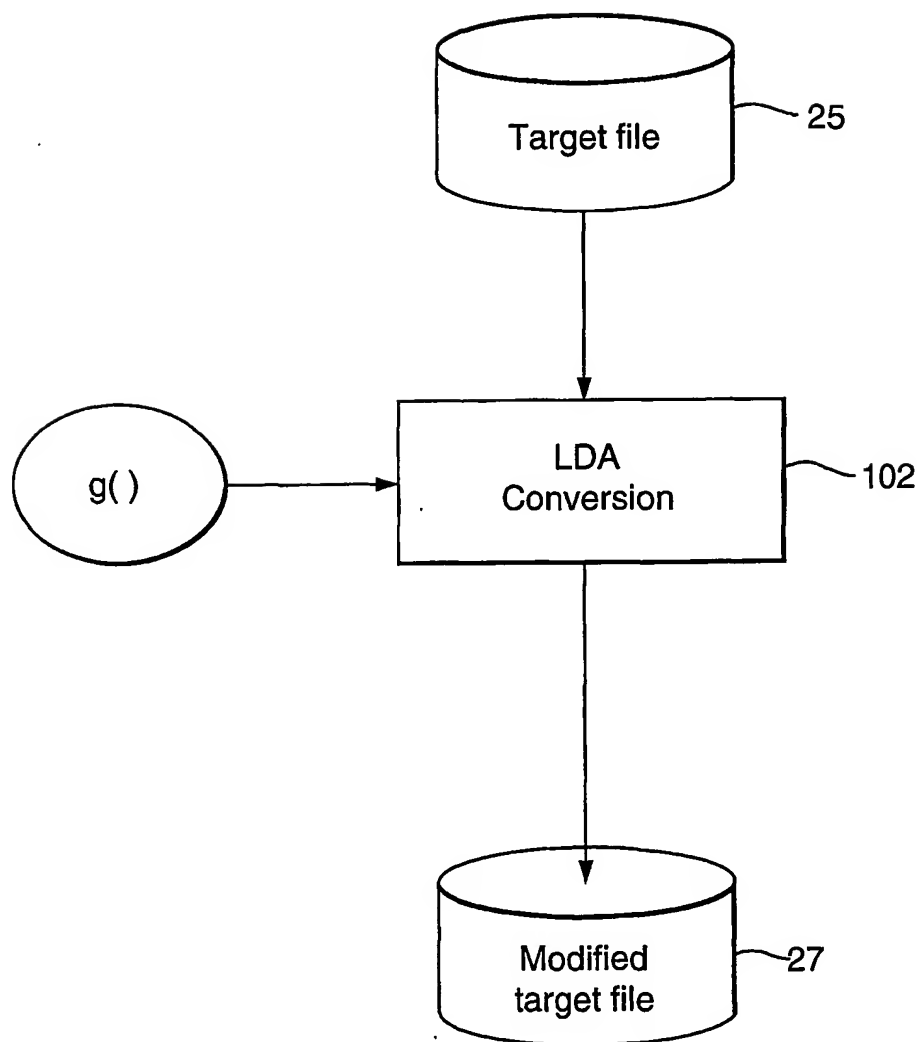 Target file
25
g( )
LDA
Conversion
102
Modified
target file
27